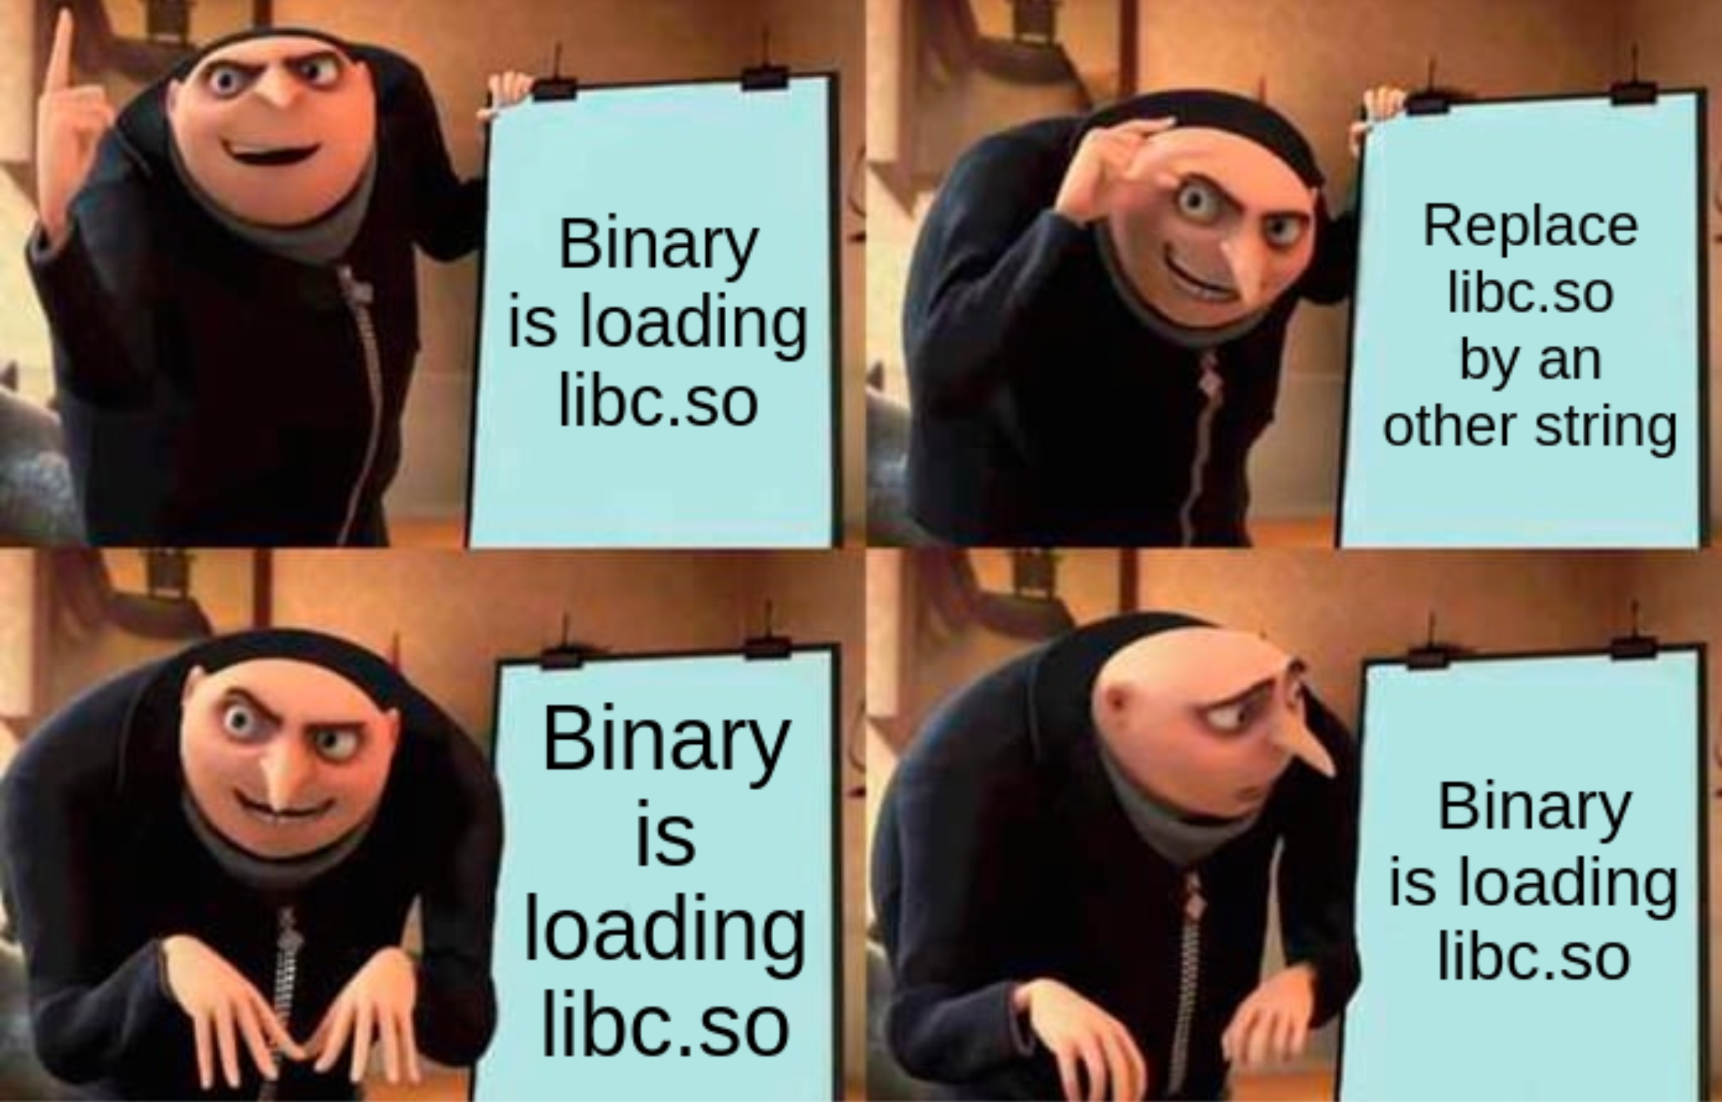 Binary
is loading
libc.so
Replace
libc.so
by an
other string
Binary
is
loading
libc.so
Binary
is loading
libc.so